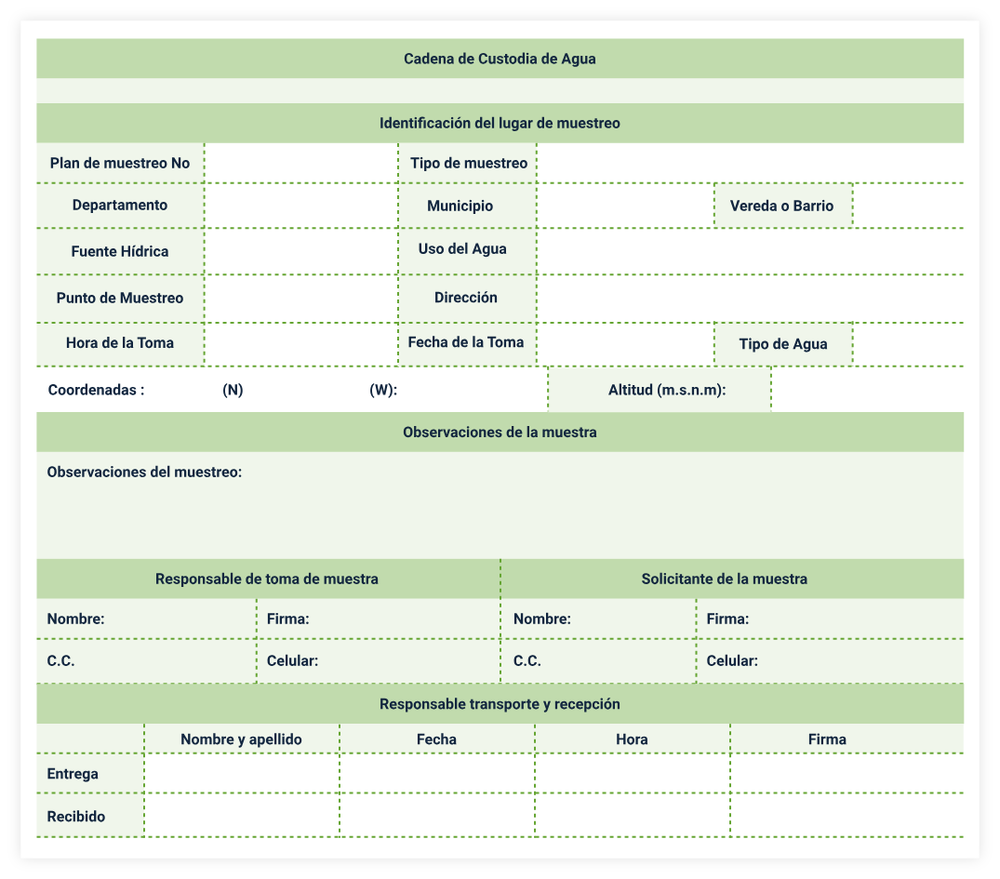 Cadena de Custodia de Agua
Identificación del lugar de muestreo
Plan de muestreo No Tipo de muestreo
Departamento Municipio Vereda o Barrio
Fuente Hídrica Uso del Agua
Punto de Muestreo Dirección
Hora de la Toma Fecha de la Toma Tipo de Agua
Coordenadas : (N) (W): Altitud (m.s.n.m):
Observaciones de la muestra
Observaciones del muestreo:
Responsable de toma de muestra Solicitante de la muestra
Nombre: Firma: Nombre: Firma:
C.C. Celular: C.C. Celular:
Responsable transporte y recepción
Nombre y apellido Fecha Hora Firma
Entrega
Recibido